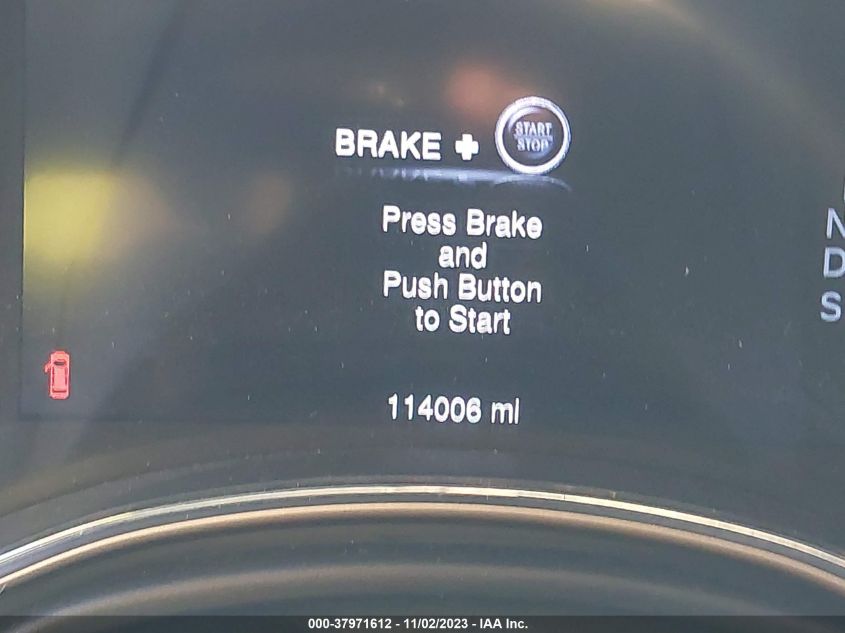 BRAKE + START
STOP
Press Brake
and
Push Button
to Start
N
D
S
114006 mi
000-37971612 - 11/02/2023 - IAA Inc.